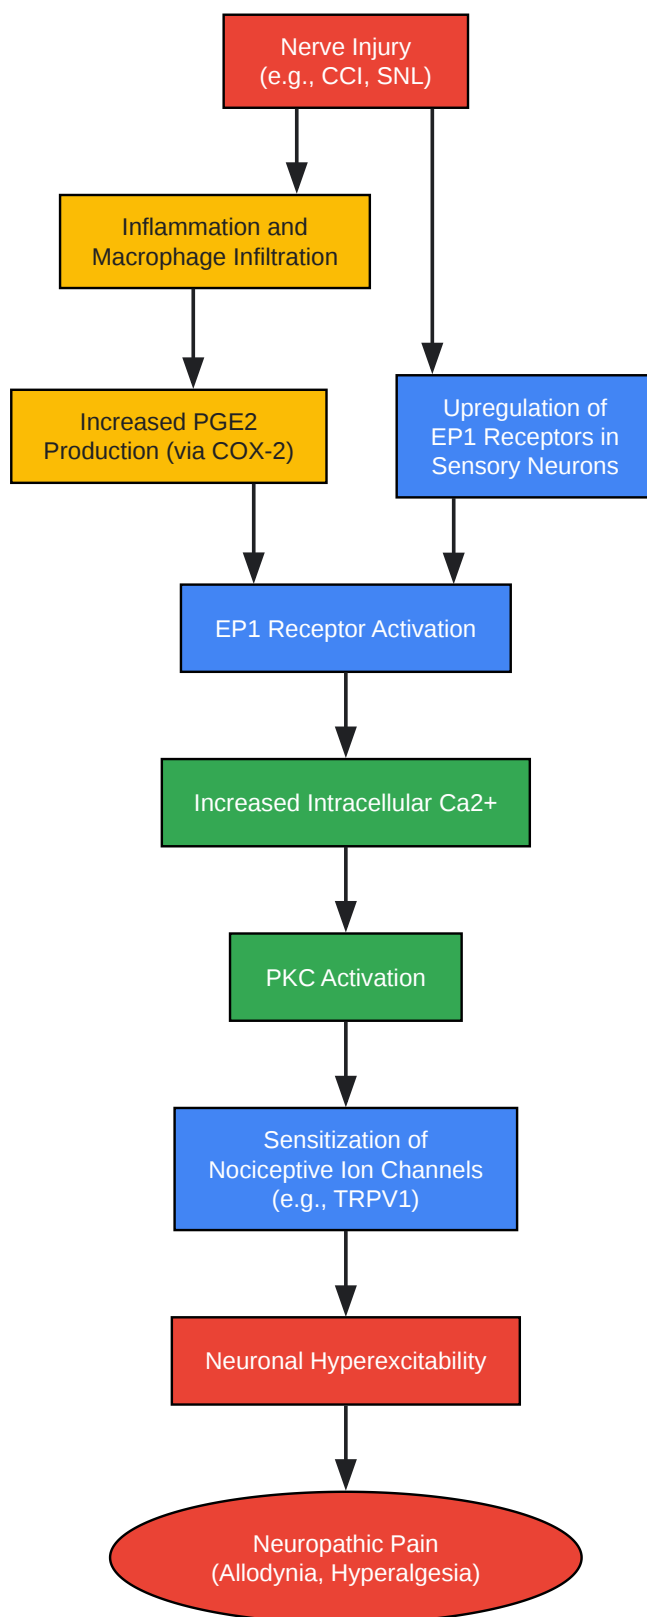 Nerve Injury
(e.g., CCI, SNL)
Inflammation and
Macrophage Infiltration
Increased PGE2
Production (via COX-2)
Upregulation of
EP1 Receptors in
Sensory Neurons
EP1 Receptor Activation
Increased Intracellular Ca2+
PKC Activation
Sensitization of
Nociceptive Ion Channels
(e.g., TRPV1)
Neuronal Hyperexcitability
Neuropathic Pain
(Allodynia, Hyperalgesia)